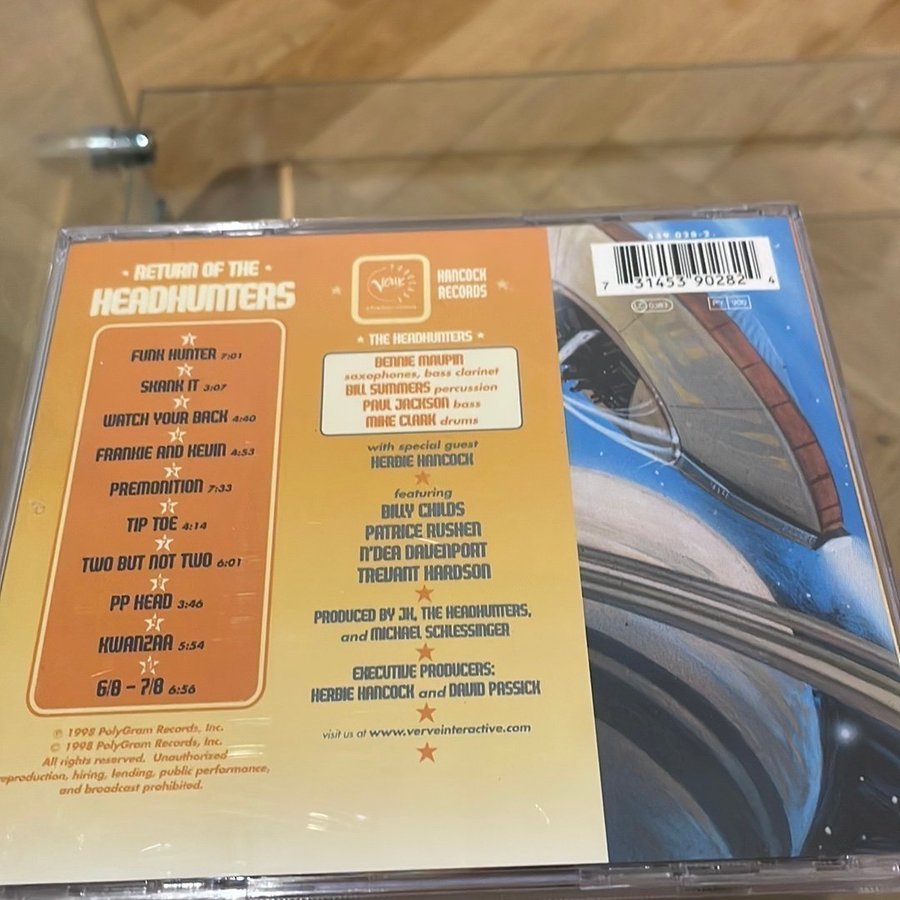 RETURN OF THE
HEADHUNTERS
FUNK HUNTER 7:01
SKANK IT 3:07
WATCH YOUR BACK 4:40
FRANKIE AND KEVIN 4:53
PREMONITION 7:33
TIP TOE 4:14
TWO BUT NOT TWO 6:01
PP HEAD 3:46
KWANZAA 5:54
6/8 – 7/8 6:56
℗ 1998 PolyGram Records, Inc.
© 1998 PolyGram Records, Inc.
All rights reserved. Unauthorized
reproduction, hiring, lending, public performance,
and broadcast prohibited.
Verve
HANCOCK
RECORDS
THE HEADHUNTERS
BENNIE MAUPIN
saxophones, bass clarinet
BILL SUMMERS percussion
PAUL JACKSON bass
MIKE CLARK drums
with special guest
HERBIE HANCOCK
featuring
BILLY CHILDS
PATRICE RUSHEN
N'DEA DAVENPORT
TREVANT HARDSON
PRODUCED BY JK, THE HEADHUNTERS,
and MICHAEL SCHLESSINGER
EXECUTIVE PRODUCERS:
HERBIE HANCOCK and DAVID PASSICK
visit us at www.verveinteractive.com
539 028-2
7 31453 90282 4